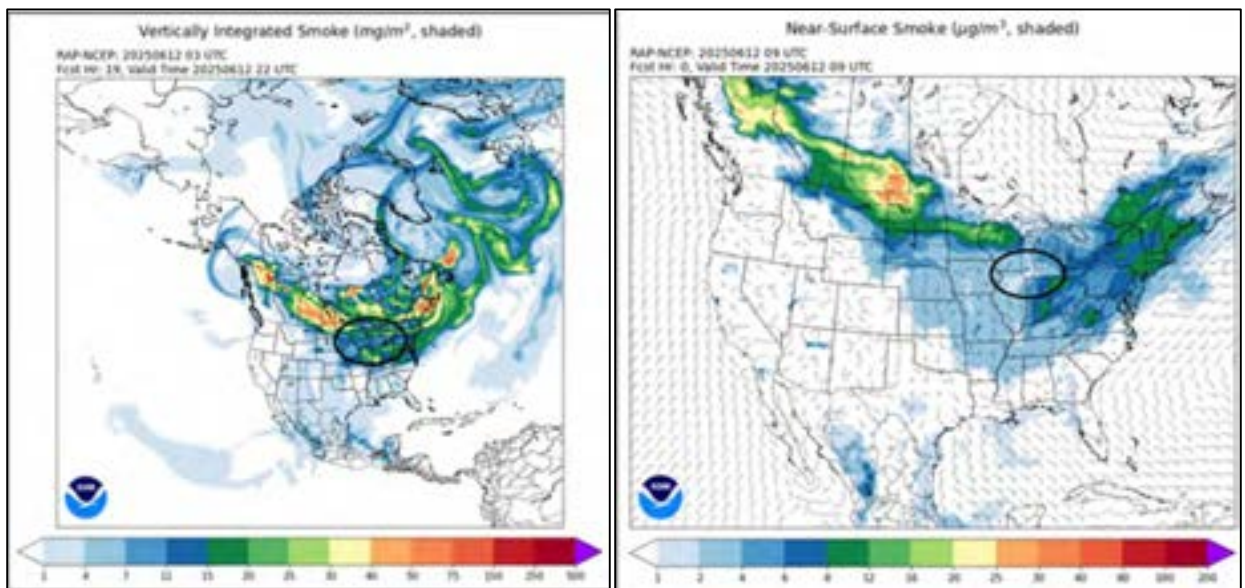 Vertically Integrated Smoke (mg/m², shaded)
RAP-NCEP: 20250612 03 UTC
Fcst Hr: 19, Valid Time 20250612 22 UTC
1 4 7 11 15 20 25 30 40 50 75 150 250 500
Near-Surface Smoke (µg/m³, shaded)
RAP-NCEP: 20250612 09 UTC
Fcst Hr: 0, Valid Time 20250612 09 UTC
1 2 4 6 8 12 16 20 25 30 40 60 100 200